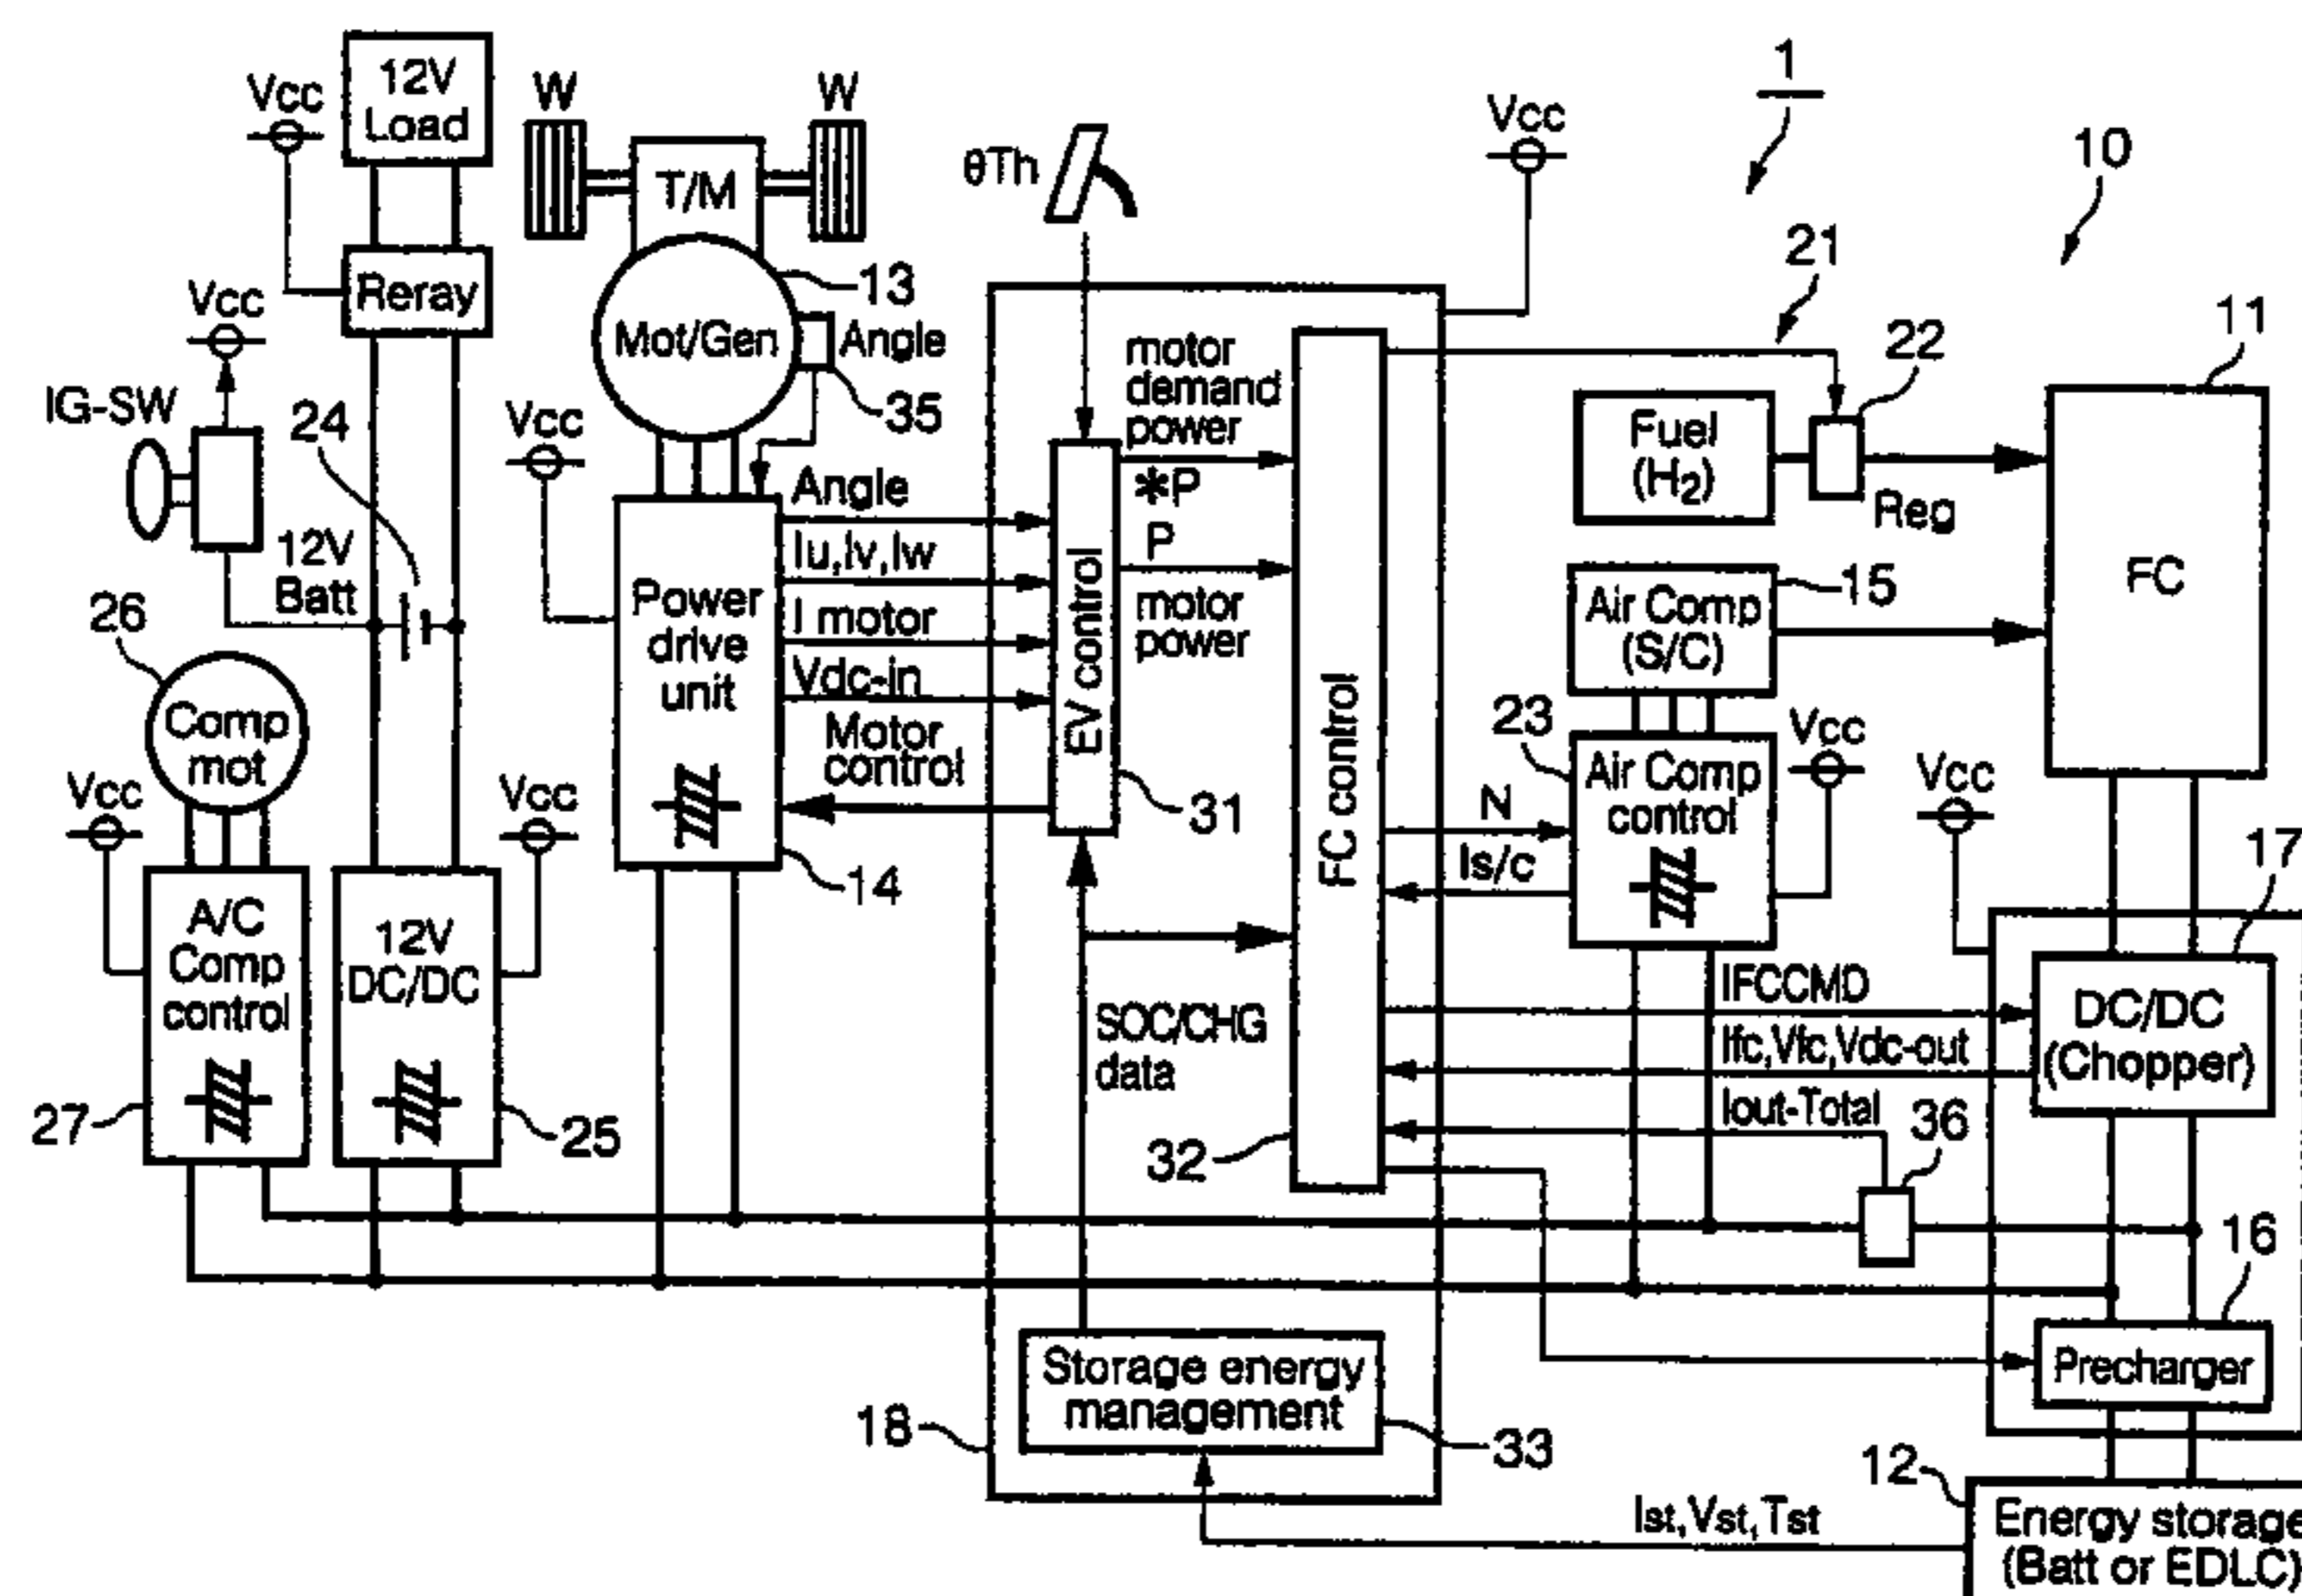 1
10
Vcc
12V
Load
W
W
T/M
θTh
Vcc
21
Reray
13
Mot/Gen
Angle
35
Vcc
IG-SW
24
12V
Batt
Vcc
22
11
Fuel
(H2)
Reg
FC
motor
demand
power
*P
P
motor
power
Angle
Iu,Iv,Iw
I motor
Vdc-in
Motor
control
Power
drive
unit
14
EV control
31
FC control
32
Air Comp
(S/C)
15
23
Air Comp
control
Vcc
Vcc
N
Is/c
17
DC/DC
(Chopper)
IFCCMD
Ifc,Vfc,Vdc-out
Iout-Total
36
26
Comp
mot
Vcc
Vcc
A/C
Comp
control
27
12V
DC/DC
25
SOC/CHG
data
16
Precharger
Storage energy
management
18
33
12
Ist,Vst,Tst
Energy storage
(Batt or EDLC)